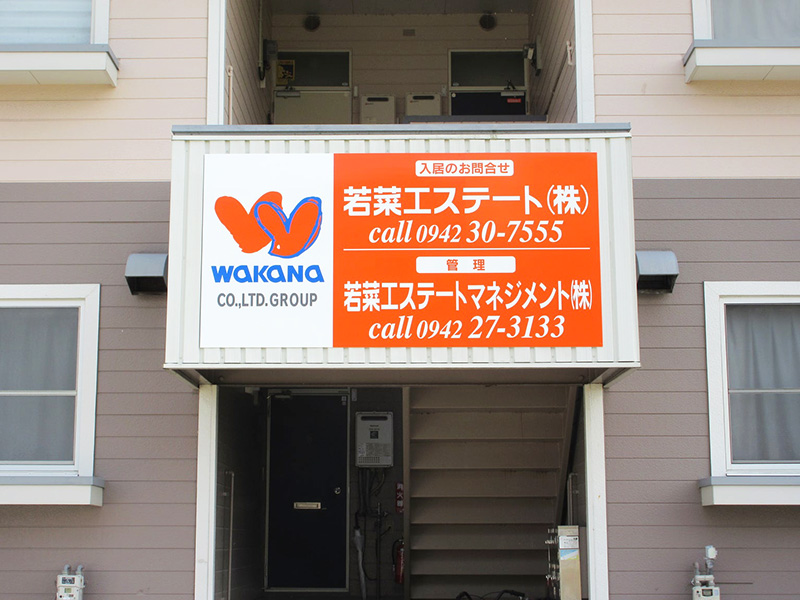 WAKANA
CO.,LTD.GROUP
入居のお問合せ
若菜エステート(株)
call 0942 30-7555
管理
若菜エステートマネジメント(株)
call 0942 27-3133